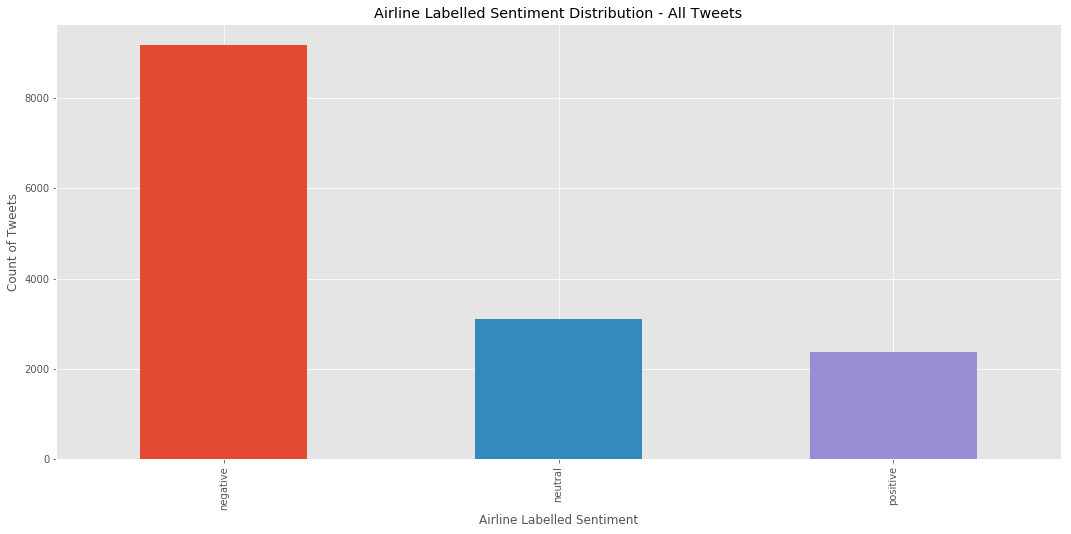 Airline Labelled Sentiment Distribution - All Tweets
Count of Tweets
8000
6000
4000
2000
0
negative
neutral
positive
Airline Labelled Sentiment